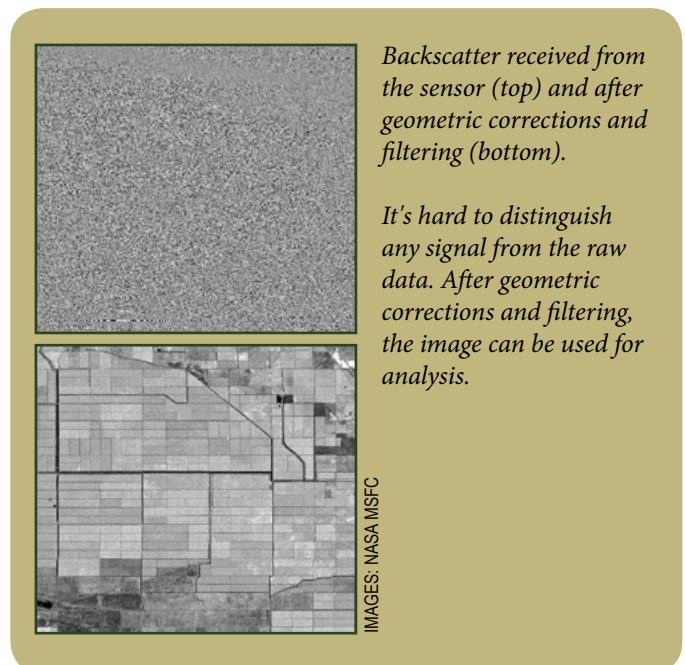 Backscatter received from
the sensor (top) and after
geometric corrections and
filtering (bottom).
It's hard to distinguish
any signal from the raw
data. After geometric
corrections and filtering,
the image can be used for
analysis.
IMAGES: NASA MSFC